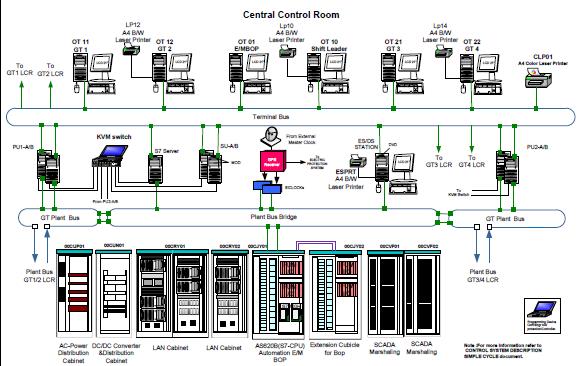 Central Control Room
LP12
A4 B/W
Laser Printer
Lp10
A4 B/W
Laser Printer
Lp14
A4 B/W
Laser Printer
OT 11
GT 1
OT 12
GT 2
OT 01
E/MBOP
OT 10
Shift Leader
OT 21
GT 3
OT 22
GT 4
CLP01
A4 Color Laser Printer
To
GT1 LCR
To
GT2 LCR
Terminal Bus
PU1-A/B
KVM switch
S7 Server
SU-A/B
MOD
From External
Master Clock
GPS
Receiver
To
ELECTRICAL
PROTECTION
SYSTEM
ES/DS
STATION
DVD
ESPRT
A4 B/W
Laser Printer
To
GT3 LCR
To
GT4 LCR
PU2-A/B
To
KVM Switch
GT Plant Bus
Plant Bus Bridge
GT Plant Bus
Plant Bus
GT1/2 LCR
Plant Bus
GT3/4 LCR
00CUP01
00CUN01
00CRY01
00CRY02
00CJY01
00CJY02
00CVF01
00CVF02
AC-Power
Distribution
Cabinet
DC/DC Converter
&Distribution
Cabinet
LAN Cabinet
LAN Cabinet
AS620B(S7-CPU)
Automation E/M
BOP
Extension Cubicle
for Bop
SCADA
Marshaling
SCADA
Marshaling
Note :For more information refer to
CONTROL SYSTEM DESCRIPTION
SIMPLE CYCLE document.